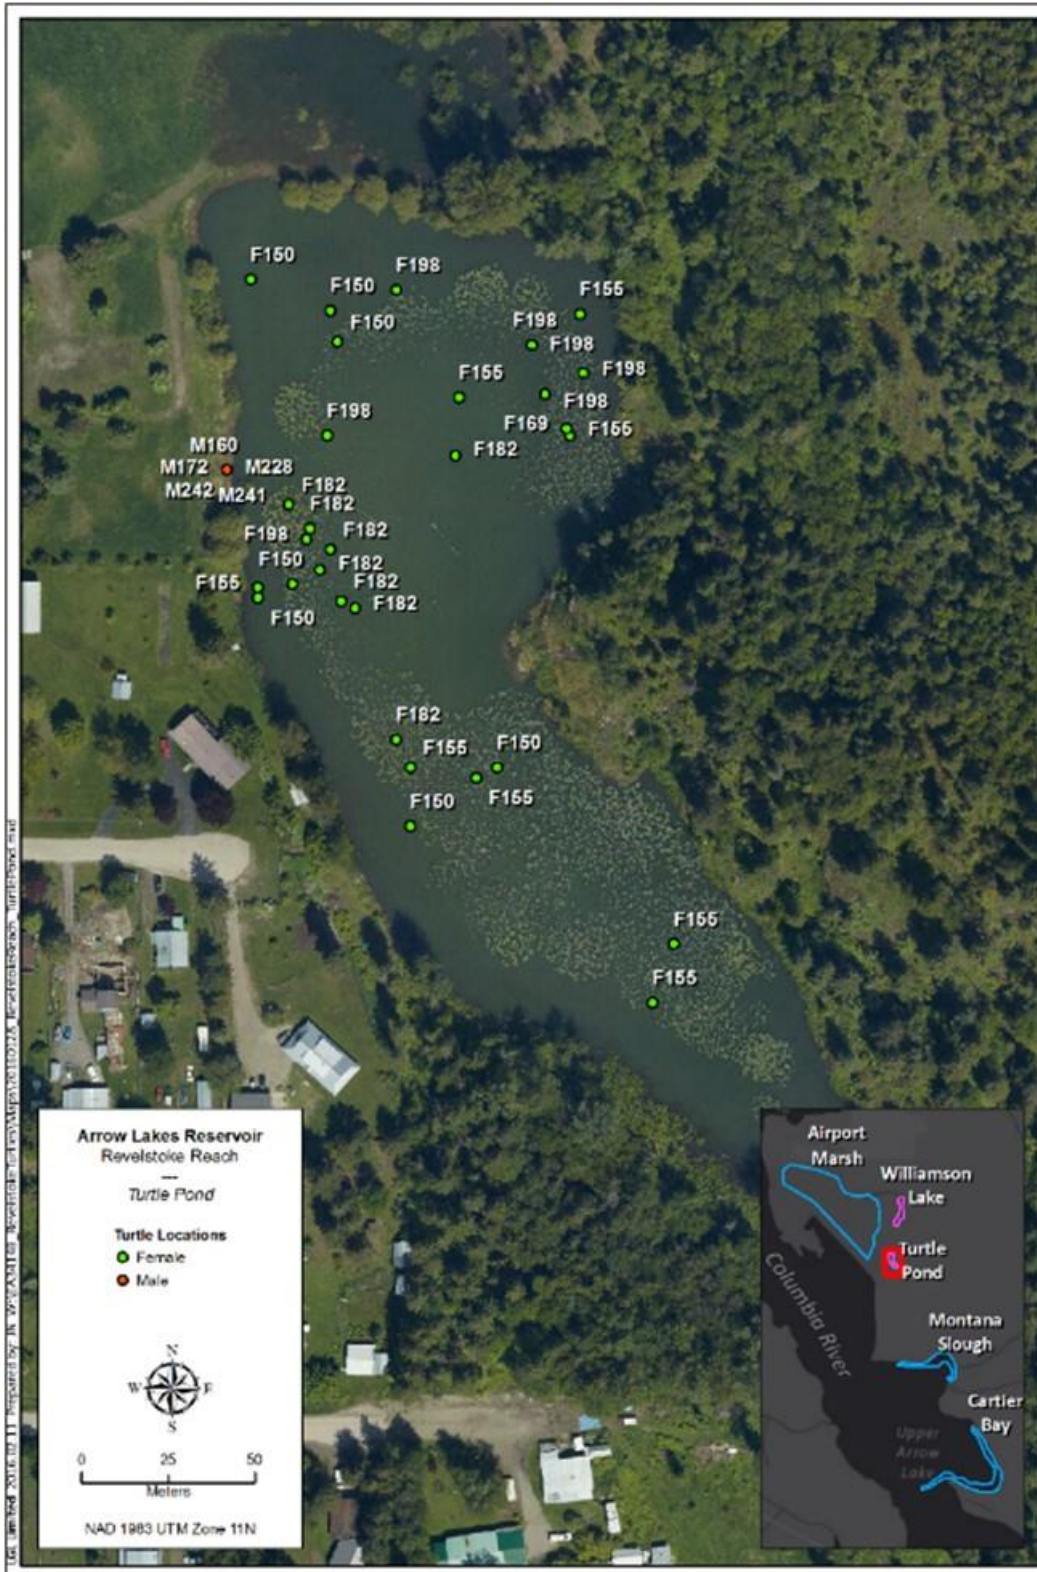 F150
F198
F150
F155
F150
F198
F198
F198
F155
F198
F198
F169
F155
M160
F182
M172
M228
F182
M242
M241
F182
F198
F182
F150
F182
F155
F182
F150
F182
F182
F155
F150
F150
F155
F155
F155
Arrow Lakes Reservoir
Revelstoke Reach
Turtle Pond
Turtle Locations
Female
Male
N
W
E
S
0 25 50
Meters
NAD 1983 UTM Zone 11N
Airport
Marsh
Williamson
Lake
Turtle
Pond
Columbia River
Montana
Slough
Cartier
Bay
Upper
Arrow
Lake